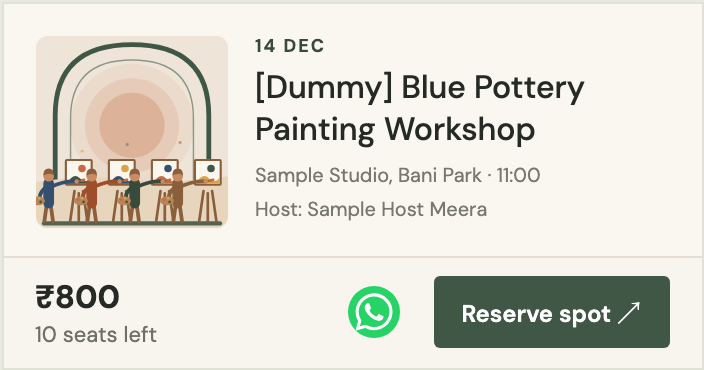 14 DEC
[Dummy] Blue Pottery
Painting Workshop
Sample Studio, Bani Park · 11:00
Host: Sample Host Meera
₹800
10 seats left
Reserve spot ↗